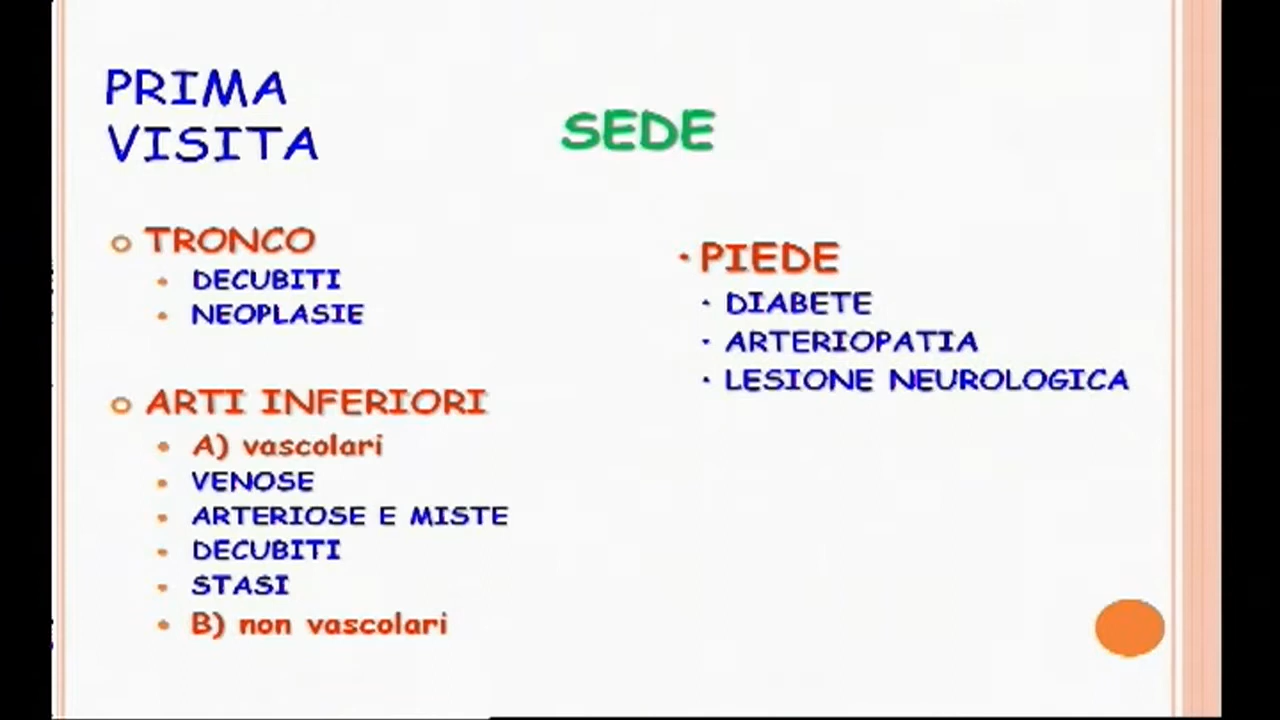 PRIMA
VISITA
SEDE
TRONCO
DECUBITI
NEOPLASIE
ARTI INFERIORI
A) vascolari
VENOSE
ARTERIOSE E MISTE
DECUBITI
STASI
B) non vascolari
PIEDE
DIABETE
ARTERIOPATIA
LESIONE NEUROLOGICA